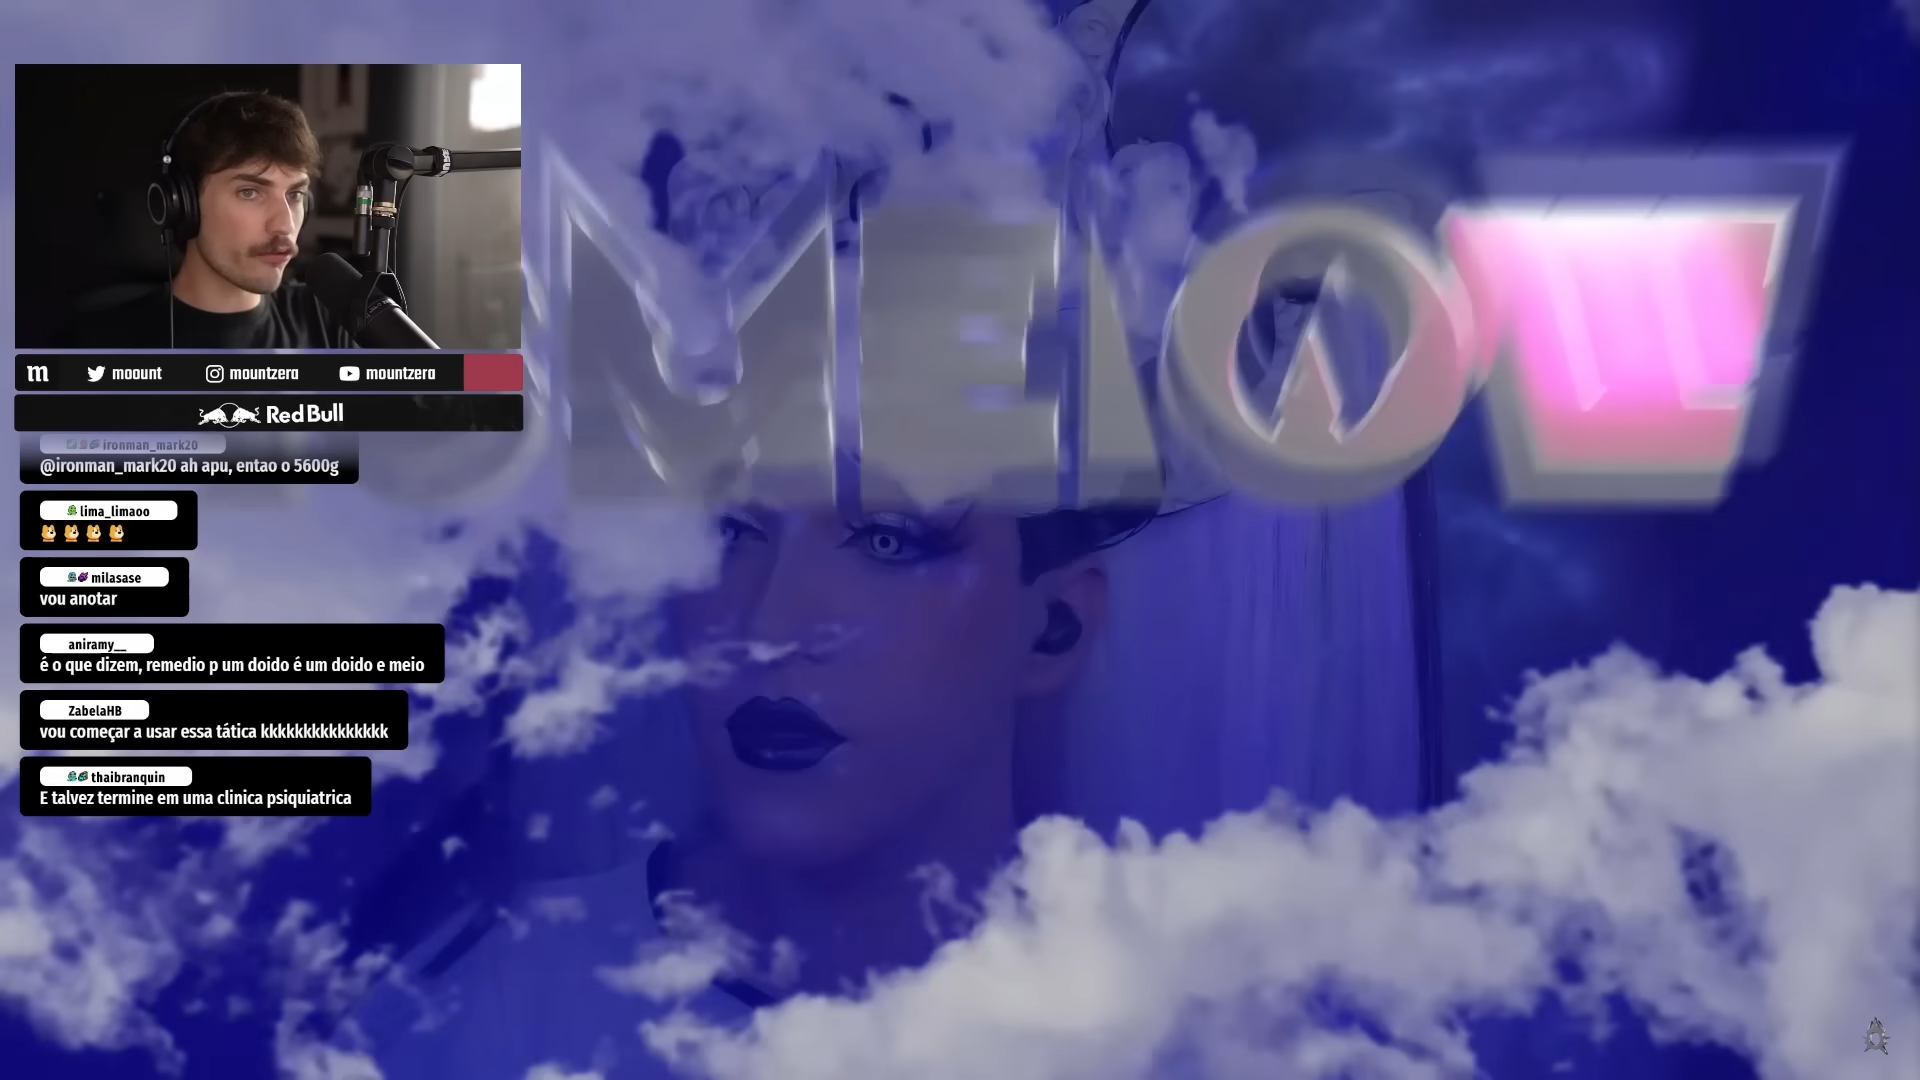 MEOW
m moount mountzera mountzera
Red Bull
ironman_mark20
@ironman_mark20 ah apu, entao o 5600g
lima_limaoo
milasase
vou anotar
aniramy__
é o que dizem, remedio p um doido é um doido e meio
ZabelaHB
vou começar a usar essa tática kkkkkkkkkkkkkkk
thaibranquin
E talvez termine em uma clinica psiquiatrica